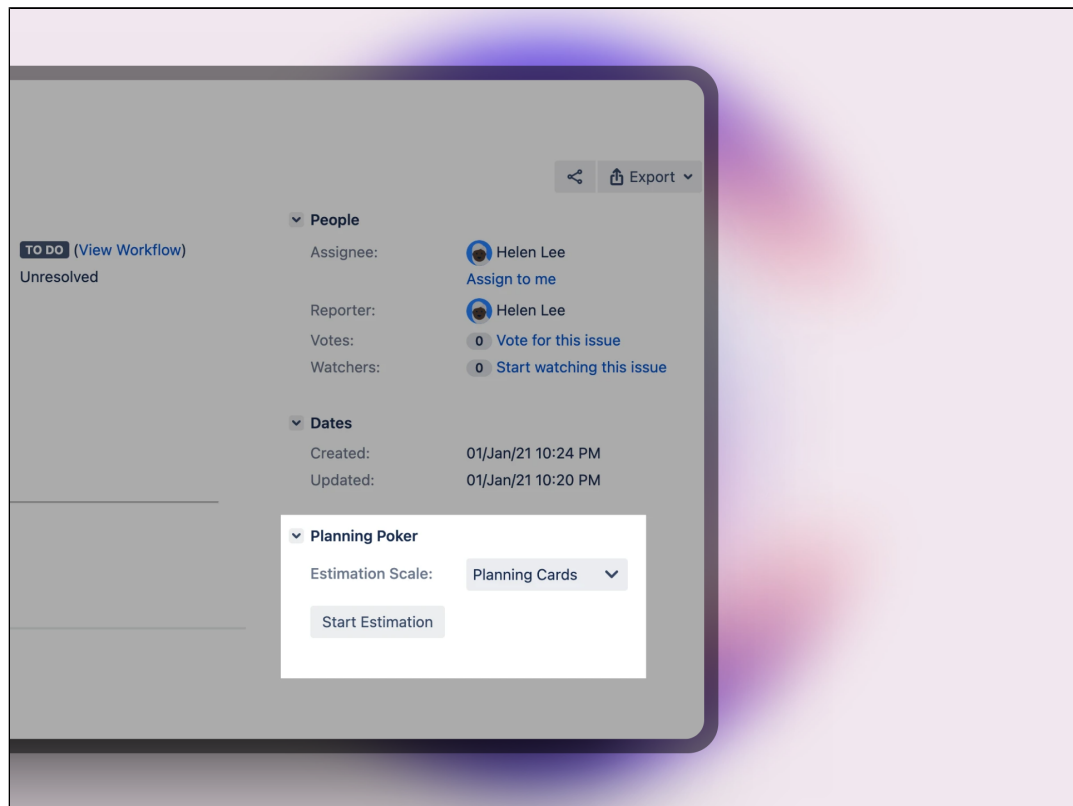 Export
TO DO (View Workflow)
Unresolved
People
Assignee: Helen Lee
Assign to me
Reporter: Helen Lee
Votes: 0 Vote for this issue
Watchers: 0 Start watching this issue
Dates
Created: 01/Jan/21 10:24 PM
Updated: 01/Jan/21 10:20 PM
Planning Poker
Estimation Scale: Planning Cards
Start Estimation